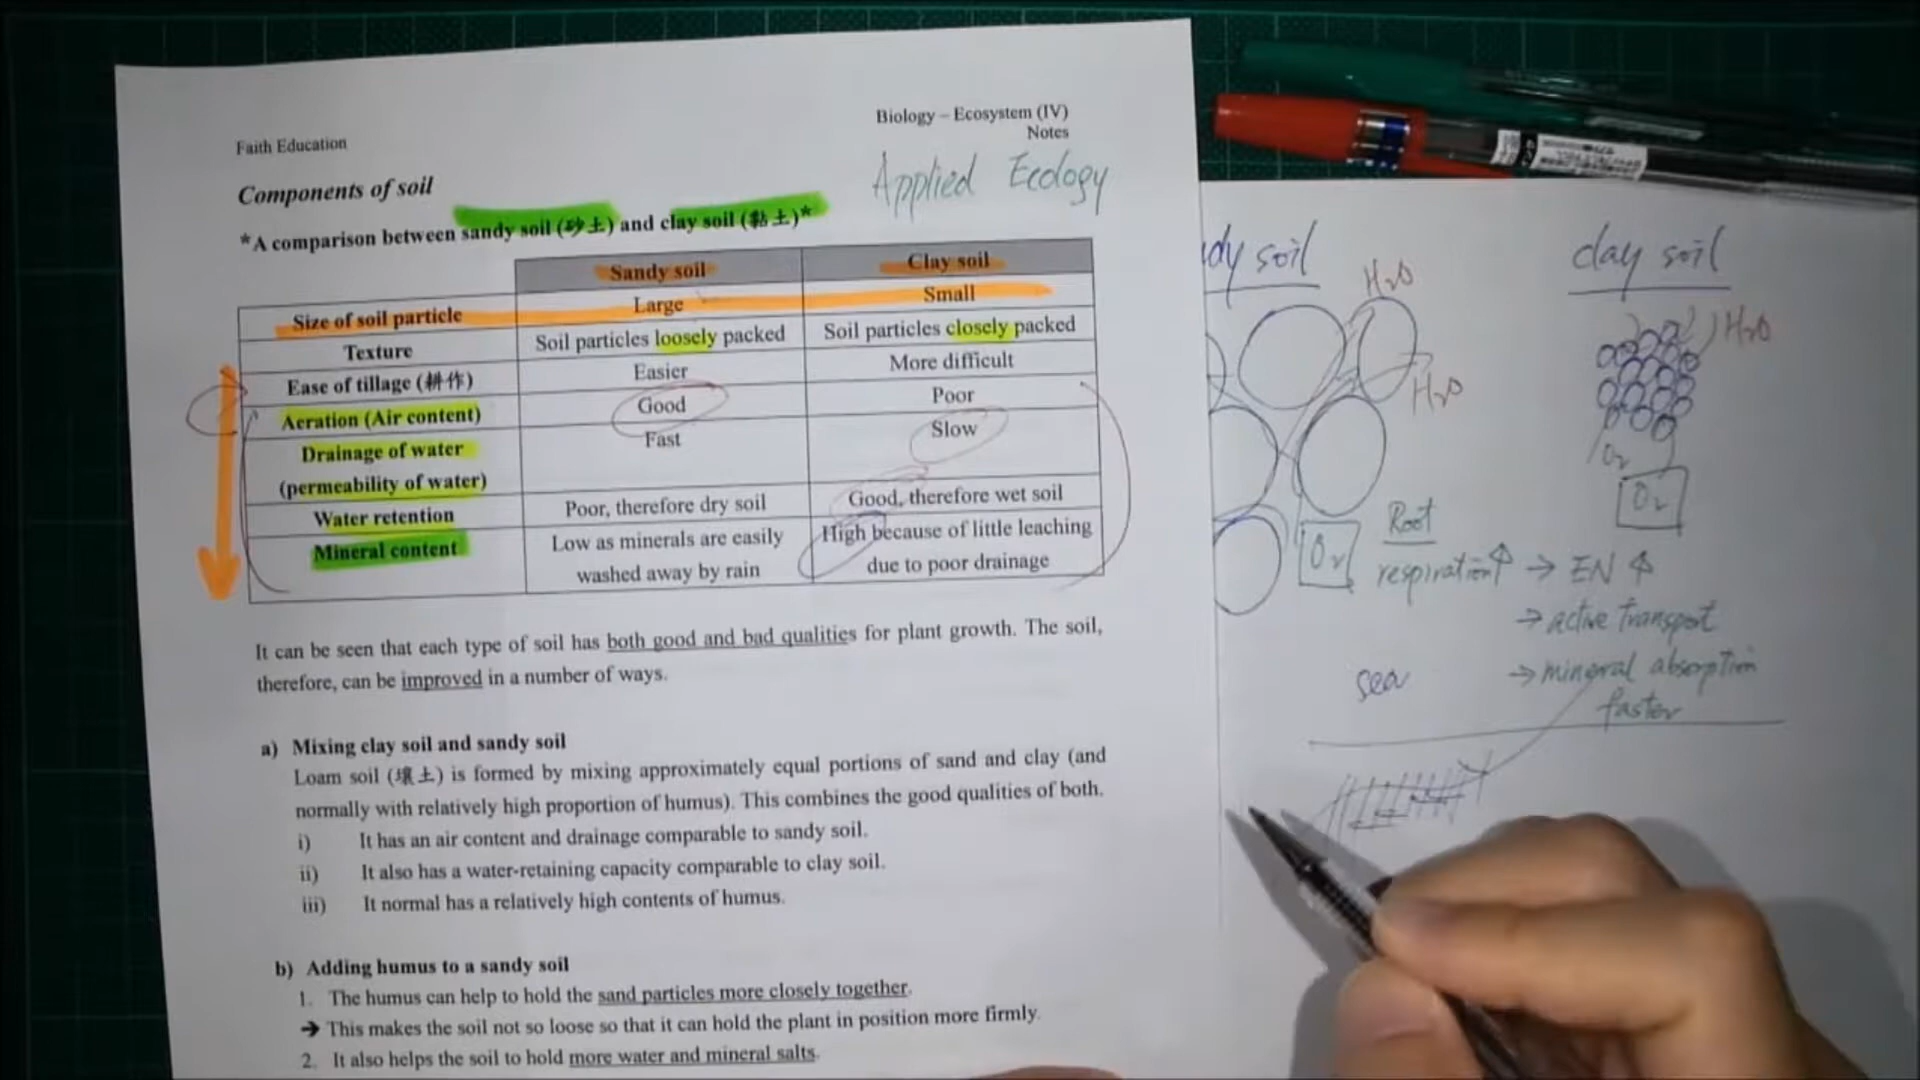 Faith Education
Biology – Ecosystem (IV)
Notes
Applied Ecology
Components of soil
*A comparison between sandy soil (砂土) and clay soil (黏土)*
Sandy soil Clay soil
Size of soil particle Large Small
Texture Soil particles loosely packed Soil particles closely packed
Ease of tillage (耕作) Easier More difficult
Aeration (Air content) Good Poor
Drainage of water Fast Slow
(permeability of water)
Water retention Poor, therefore dry soil Good, therefore wet soil
Mineral content Low as minerals are easily High because of little leaching
washed away by rain due to poor drainage
It can be seen that each type of soil has both good and bad qualities for plant growth. The soil,
therefore, can be improved in a number of ways.
a) Mixing clay soil and sandy soil
Loam soil (壤土) is formed by mixing approximately equal portions of sand and clay (and
normally with relatively high proportion of humus). This combines the good qualities of both.
i) It has an air content and drainage comparable to sandy soil.
ii) It also has a water-retaining capacity comparable to clay soil.
iii) It normal has a relatively high contents of humus.
b) Adding humus to a sandy soil
1. The humus can help to hold the sand particles more closely together.
➔ This makes the soil not so loose so that it can hold the plant in position more firmly.
2. It also helps the soil to hold more water and mineral salts.
dy soil
H₂O
H₂O
O₂
clay soil
H₂O
O₂
O₂
Root
respiration↑ → EN ↑
→ active transport
→ mineral absorption
faster
sea